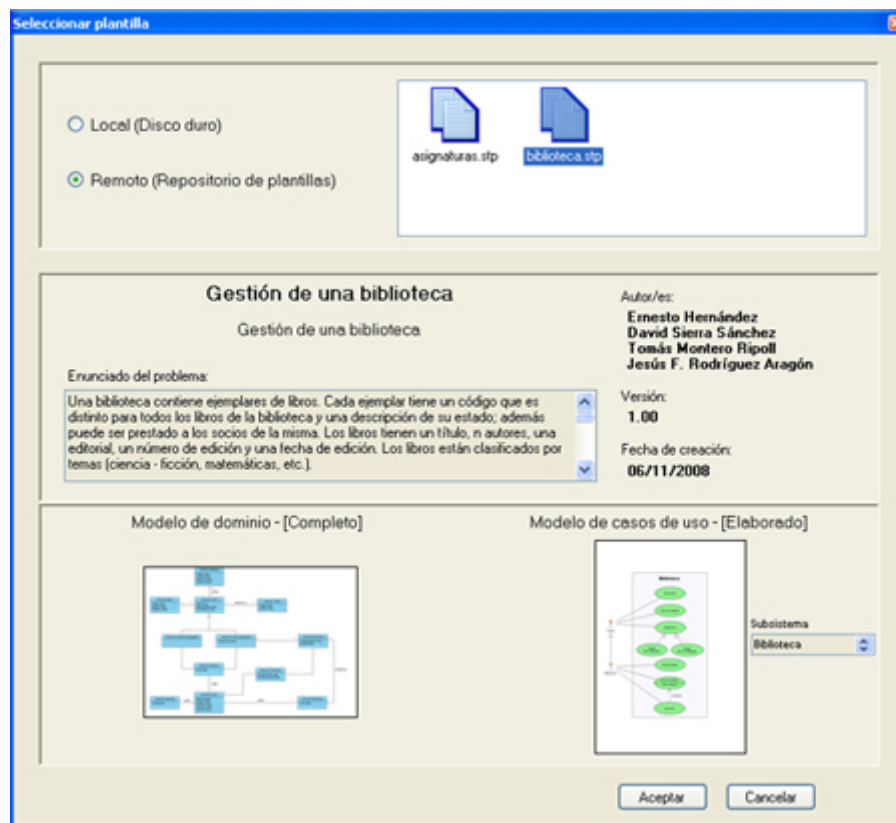 Seleccionar plantilla
Local (Disco duro)
Remoto (Repositorio de plantillas)
asignaturas.stp
biblioteca.stp
Gestión de una biblioteca
Gestión de una biblioteca
Enunciado del problema:
Una biblioteca contiene ejemplares de libros. Cada ejemplar tiene un código que es
distinto para todos los libros de la biblioteca y una descripción de su estado; además
puede ser prestado a los socios de la misma. Los libros tienen un título, n autores, una
editorial, un número de edición y una fecha de edición. Los libros están clasificados por
temas (ciencia - ficción, matemáticas, etc.).
Autor/es:
Ernesto Hernández
David Sierra Sánchez
Tomás Montero Ripoll
Jesús F. Rodríguez Aragón
Versión:
1.00
Fecha de creación:
06/11/2008
Modelo de dominio - [Completo]
Modelo de casos de uso - [Elaborado]
Biblioteca
Subsistema
Biblioteca
Aceptar
Cancelar